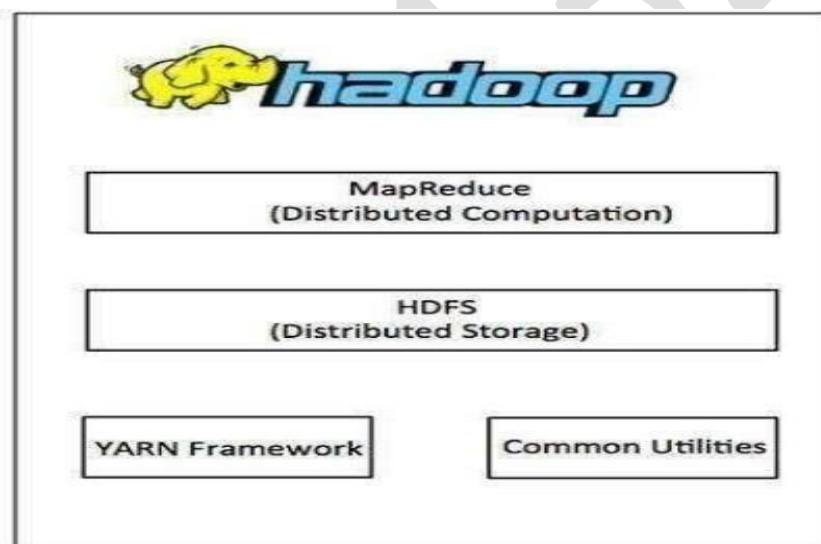 hadoop
MapReduce
(Distributed Computation)
HDFS
(Distributed Storage)
YARN Framework
Common Utilities